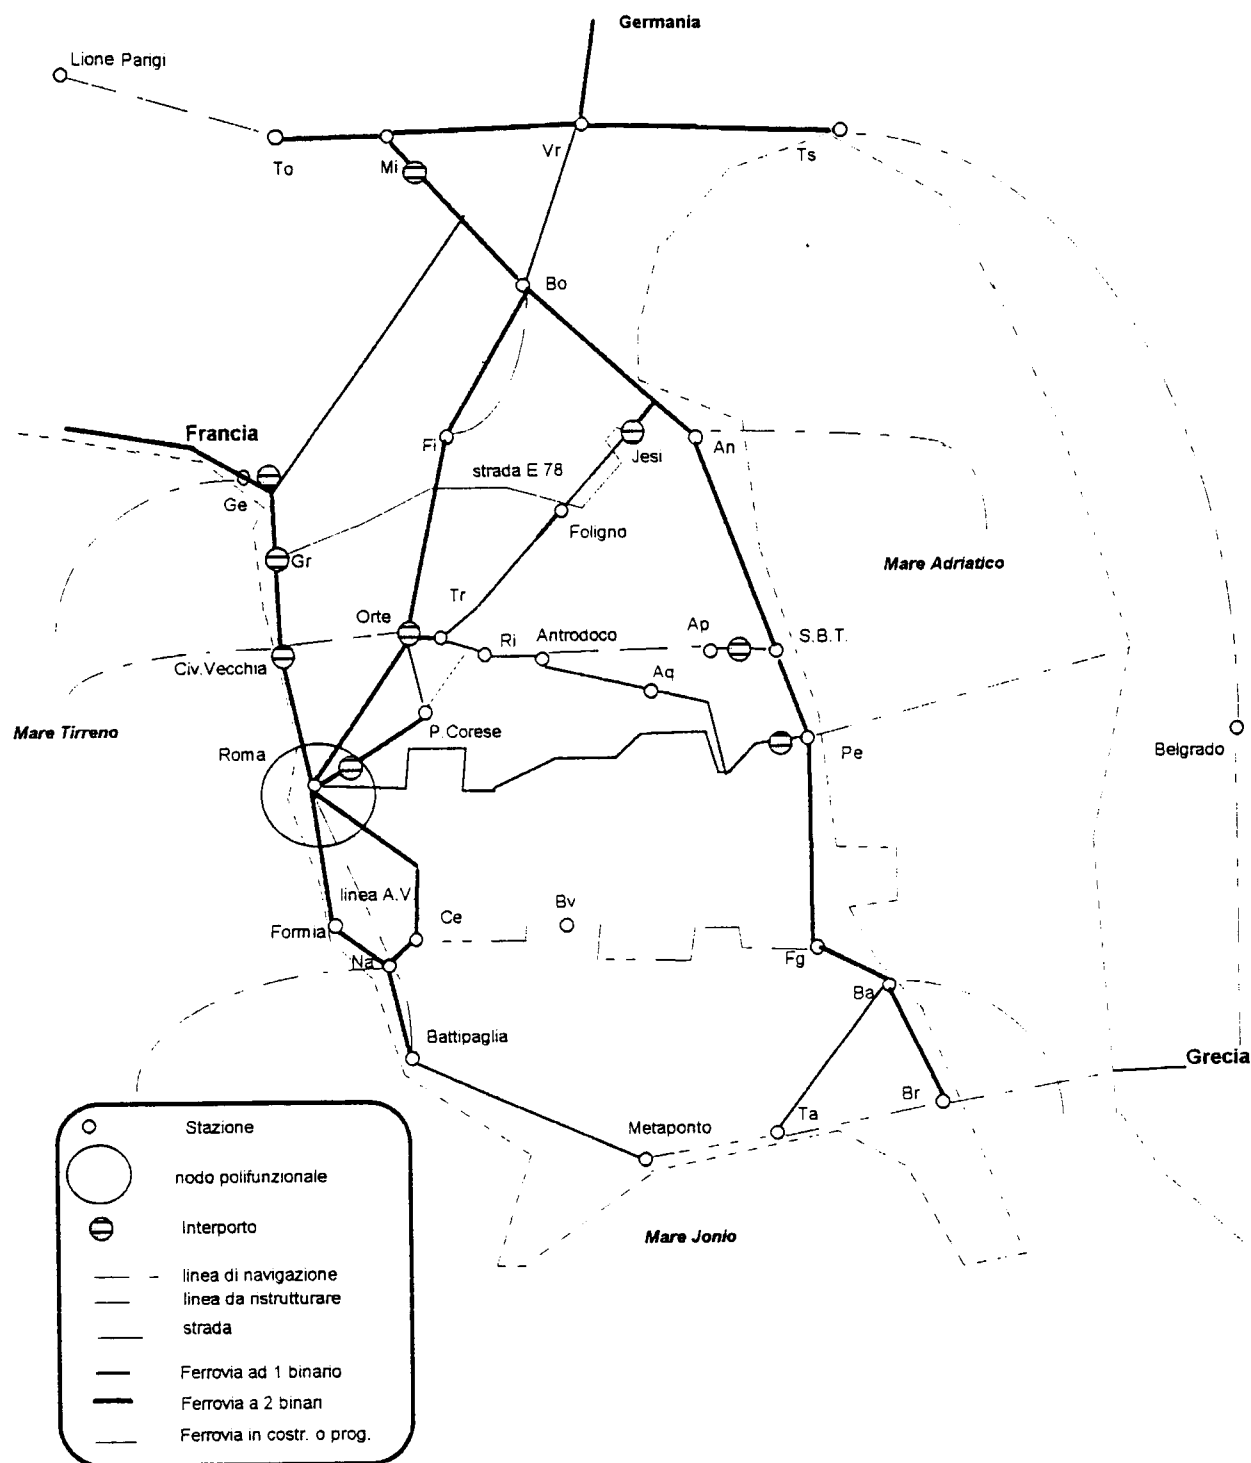 Germania
Lione Parigi
To
Mi
Vr
Ts
Bo
Francia
Fi
Jesi
An
strada E 78
Ge
Foligno
Gr
Mare Adriatico
Tr
Orte
Ri
Antrodoco
Ap
S.B.T.
Civ.Vecchia
Aq
P.Corese
Mare Tirreno
Roma
Pe
Belgrado
linea A.V.
Ce
Bv
Formia
Na
Fg
Ba
Battipaglia
Grecia
Br
Ta
Metaponto
Stazione
nodo polifunzionale
Interporto
Mare Jonio
linea di navigazione
linea da ristrutturare
strada
Ferrovia ad 1 binario
Ferrovia a 2 binari
Ferrovia in costr. o prog.